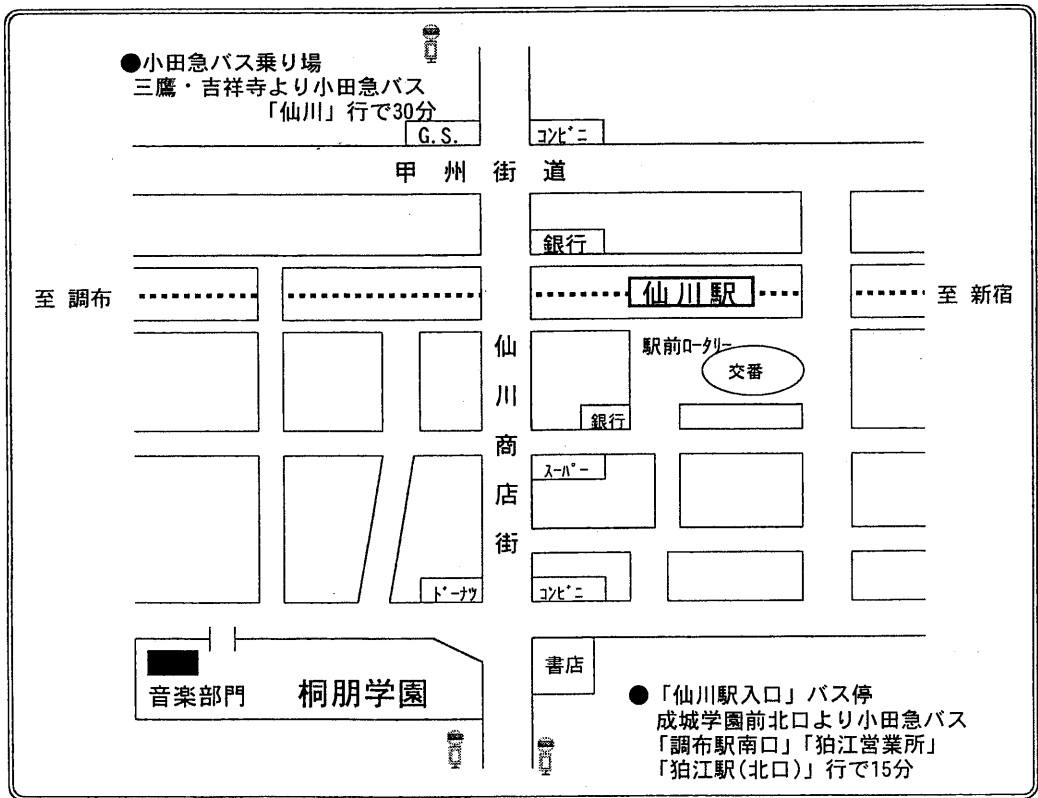 ●小田急バス乗り場
三鷹・吉祥寺より小田急バス
「仙川」行で30分
G.S.
コンビニ
甲州街道
銀行
至 調布
仙川駅
至 新宿
仙川商店街
駅前ロータリー
交番
銀行
スーパー
ドーナツ
コンビニ
音楽部門
桐朋学園
書店
●「仙川駅入口」バス停
成城学園前北口より小田急バス
「調布駅南口」「狛江営業所」
「狛江駅(北口)」行で15分